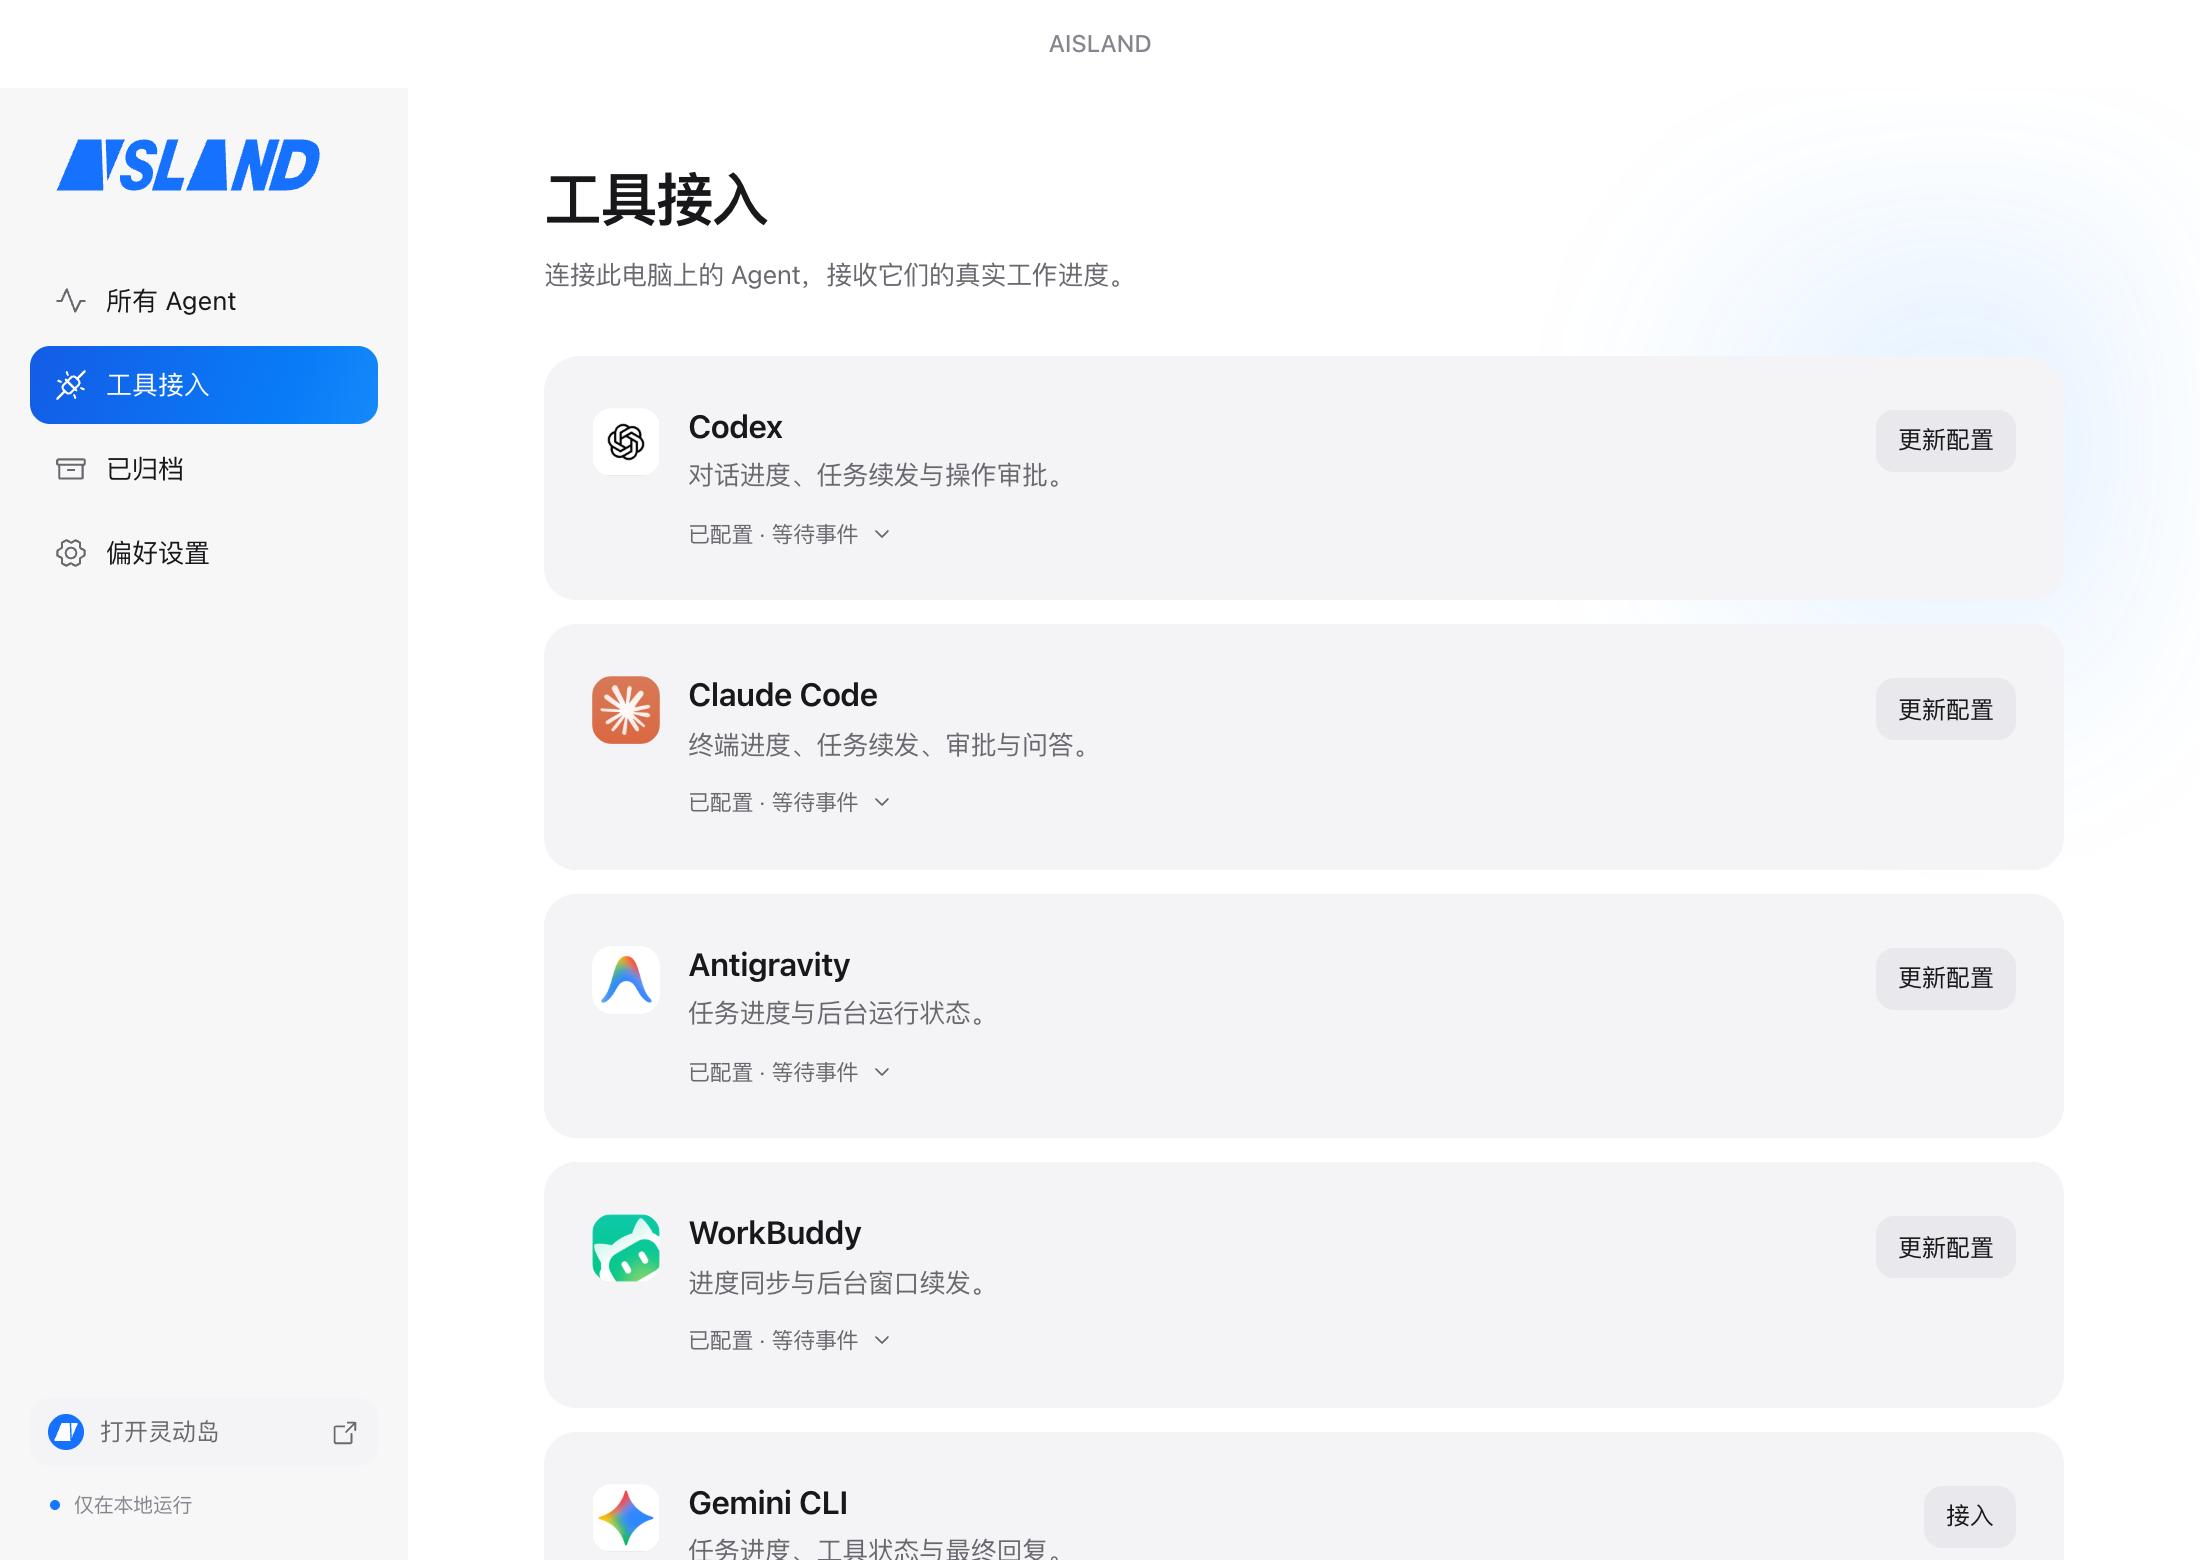 AISLAND
AISLAND
所有 Agent
工具接入
已归档
偏好设置
打开灵动岛
仅在本地运行
工具接入
连接此电脑上的 Agent，接收它们的真实工作进度。
Codex
对话进度、任务续发与操作审批。
已配置 · 等待事件
更新配置
Claude Code
终端进度、任务续发、审批与问答。
已配置 · 等待事件
更新配置
Antigravity
任务进度与后台运行状态。
已配置 · 等待事件
更新配置
WorkBuddy
进度同步与后台窗口续发。
已配置 · 等待事件
更新配置
Gemini CLI
任务进度、工具状态与最终回复。
接入